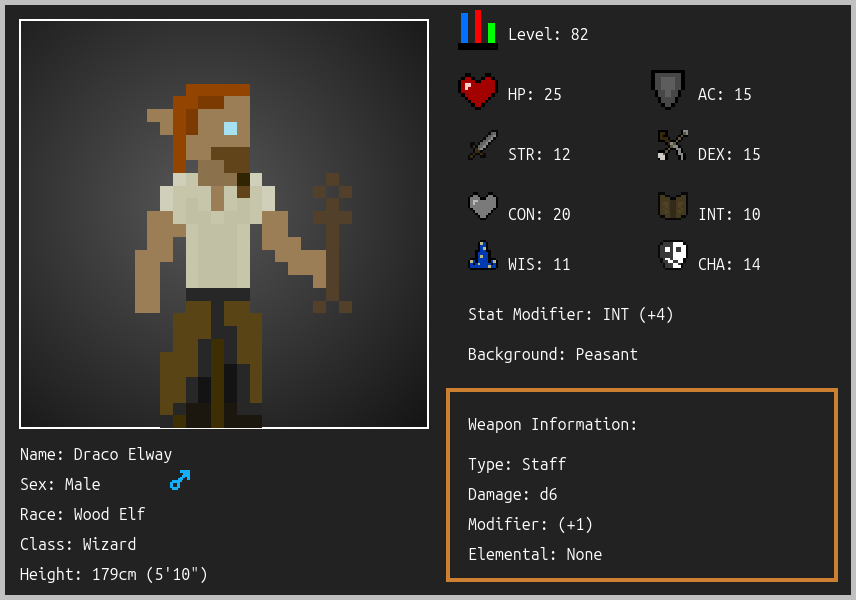 Level: 82
HP: 25
AC: 15
STR: 12
DEX: 15
CON: 20
INT: 10
WIS: 11
CHA: 14
Stat Modifier: INT (+4)
Background: Peasant
Weapon Information:
Type: Staff
Damage: d6
Modifier: (+1)
Elemental: None
Name: Draco Elway
Sex: Male
Race: Wood Elf
Class: Wizard
Height: 179cm (5'10")